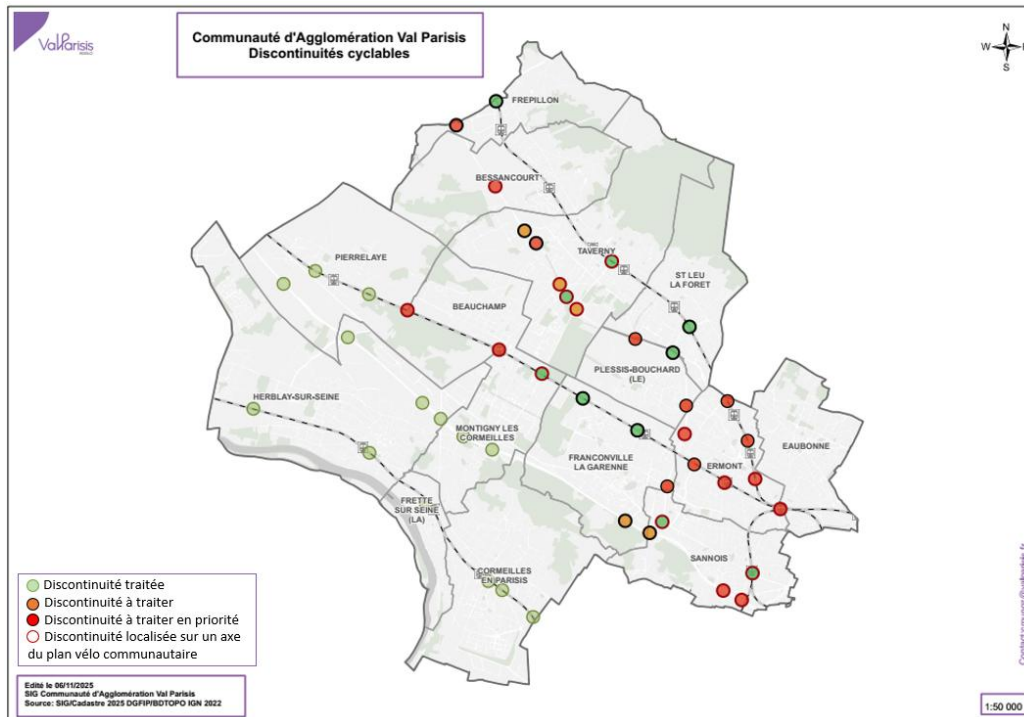 ValParisis
Communauté d'Agglomération Val Parisis
Discontinuités cyclables
N
W
S
FREPILLON
BESSANCOURT
TAVERNY
ST LEU
LA FORET
PIERRELAYE
BEAUCHAMP
PLESSIS-BOUCHARD
(LE)
HERBLAY-SUR-SEINE
MONTIGNY LES
CORMEILLES
FRANCONVILLE
LA GARENNE
ERMONT
EAUBONNE
FRETTE
SUR SEINE
(LA)
SANNOIS
CORMEILLES
EN PARISIS
Discontinuité traitée
Discontinuité à traiter
Discontinuité à traiter en priorité
Discontinuité localisée sur un axe
du plan vélo communautaire
Edité le 06/11/2025
SIG Communauté d'Agglomération Val Parisis
Source: SIG/Cadastre 2025 DGFIP/BDTOPO IGN 2022
1:50 000